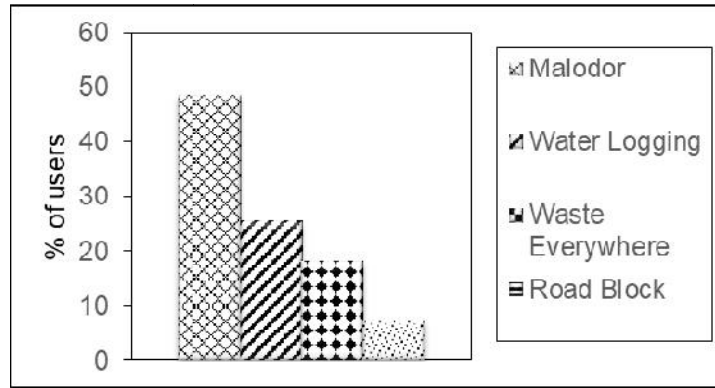 60
50
40
30
20
10
0
% of users
Malodor
Water Logging
Waste
Everywhere
Road Block